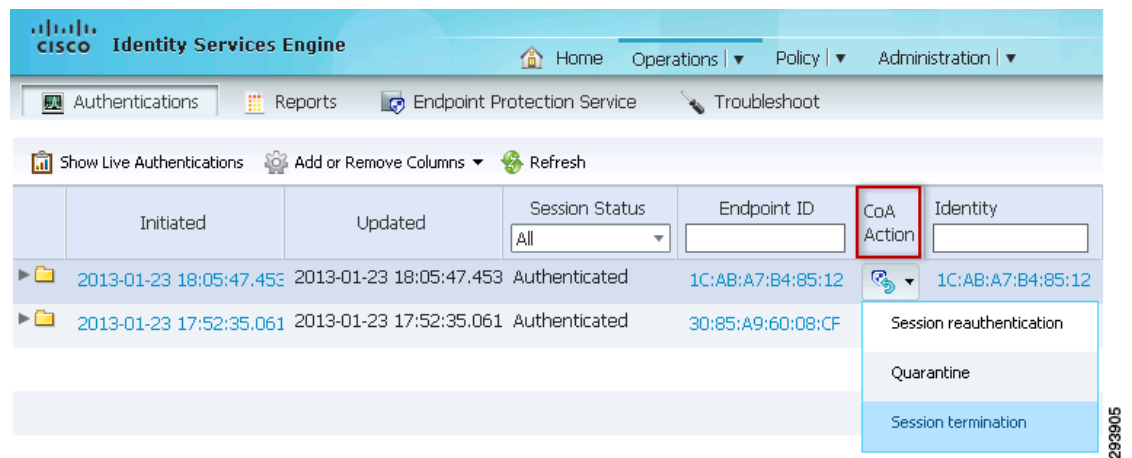 CISCO Identity Services Engine
Home Operations Policy Administration
Authentications Reports Endpoint Protection Service Troubleshoot
Show Live Authentications Add or Remove Columns Refresh
Initiated Updated Session Status Endpoint ID CoA Action Identity
All
2013-01-23 18:05:47.453 2013-01-23 18:05:47.453 Authenticated 1C:AB:A7:B4:85:12 1C:AB:A7:B4:85:12
2013-01-23 17:52:35.061 2013-01-23 17:52:35.061 Authenticated 30:85:A9:60:08:CF
Session reauthentication
Quarantine
Session termination
293905